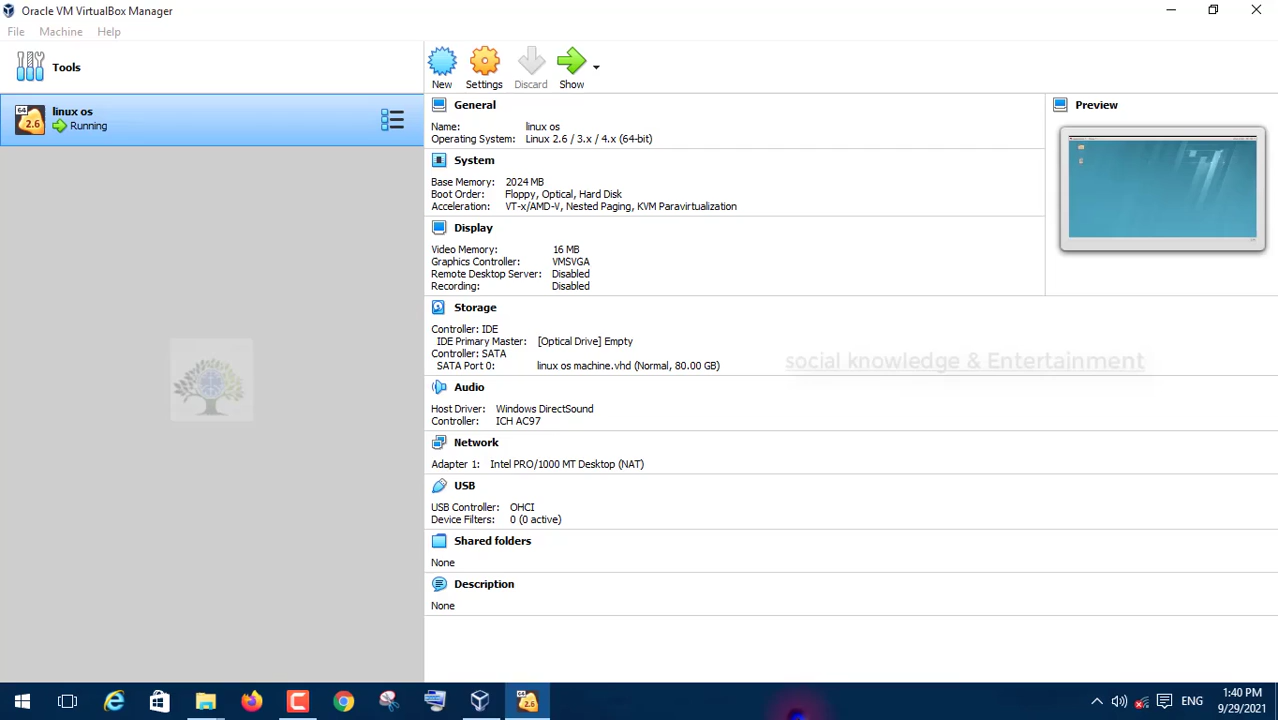 Oracle VM VirtualBox Manager
File Machine Help
Tools
New Settings Discard Show
64
2.6
linux os
Running
General
Name: linux os
Operating System: Linux 2.6 / 3.x / 4.x (64-bit)
System
Base Memory: 2024 MB
Boot Order: Floppy, Optical, Hard Disk
Acceleration: VT-x/AMD-V, Nested Paging, KVM Paravirtualization
Display
Video Memory: 16 MB
Graphics Controller: VMSVGA
Remote Desktop Server: Disabled
Recording: Disabled
Storage
Controller: IDE
IDE Primary Master: [Optical Drive] Empty
Controller: SATA
SATA Port 0: linux os machine.vhd (Normal, 80.00 GB)
Audio
Host Driver: Windows DirectSound
Controller: ICH AC97
Network
Adapter 1: Intel PRO/1000 MT Desktop (NAT)
USB
USB Controller: OHCI
Device Filters: 0 (0 active)
Shared folders
None
Description
None
Preview
social knowledge & Entertainment
2.6
ENG
1:40 PM
9/29/2021